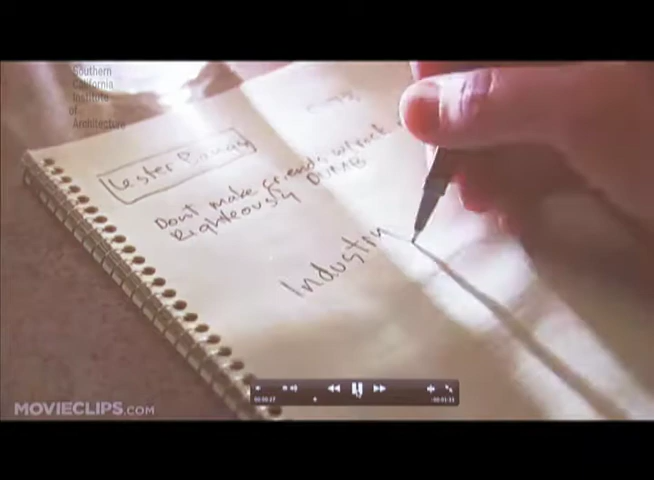 Southern
California
Institute
of
Architecture
Lester Bangs
Dont make friends w/rock
Righteously DUMB
Industry
MOVIECLIPS.COM